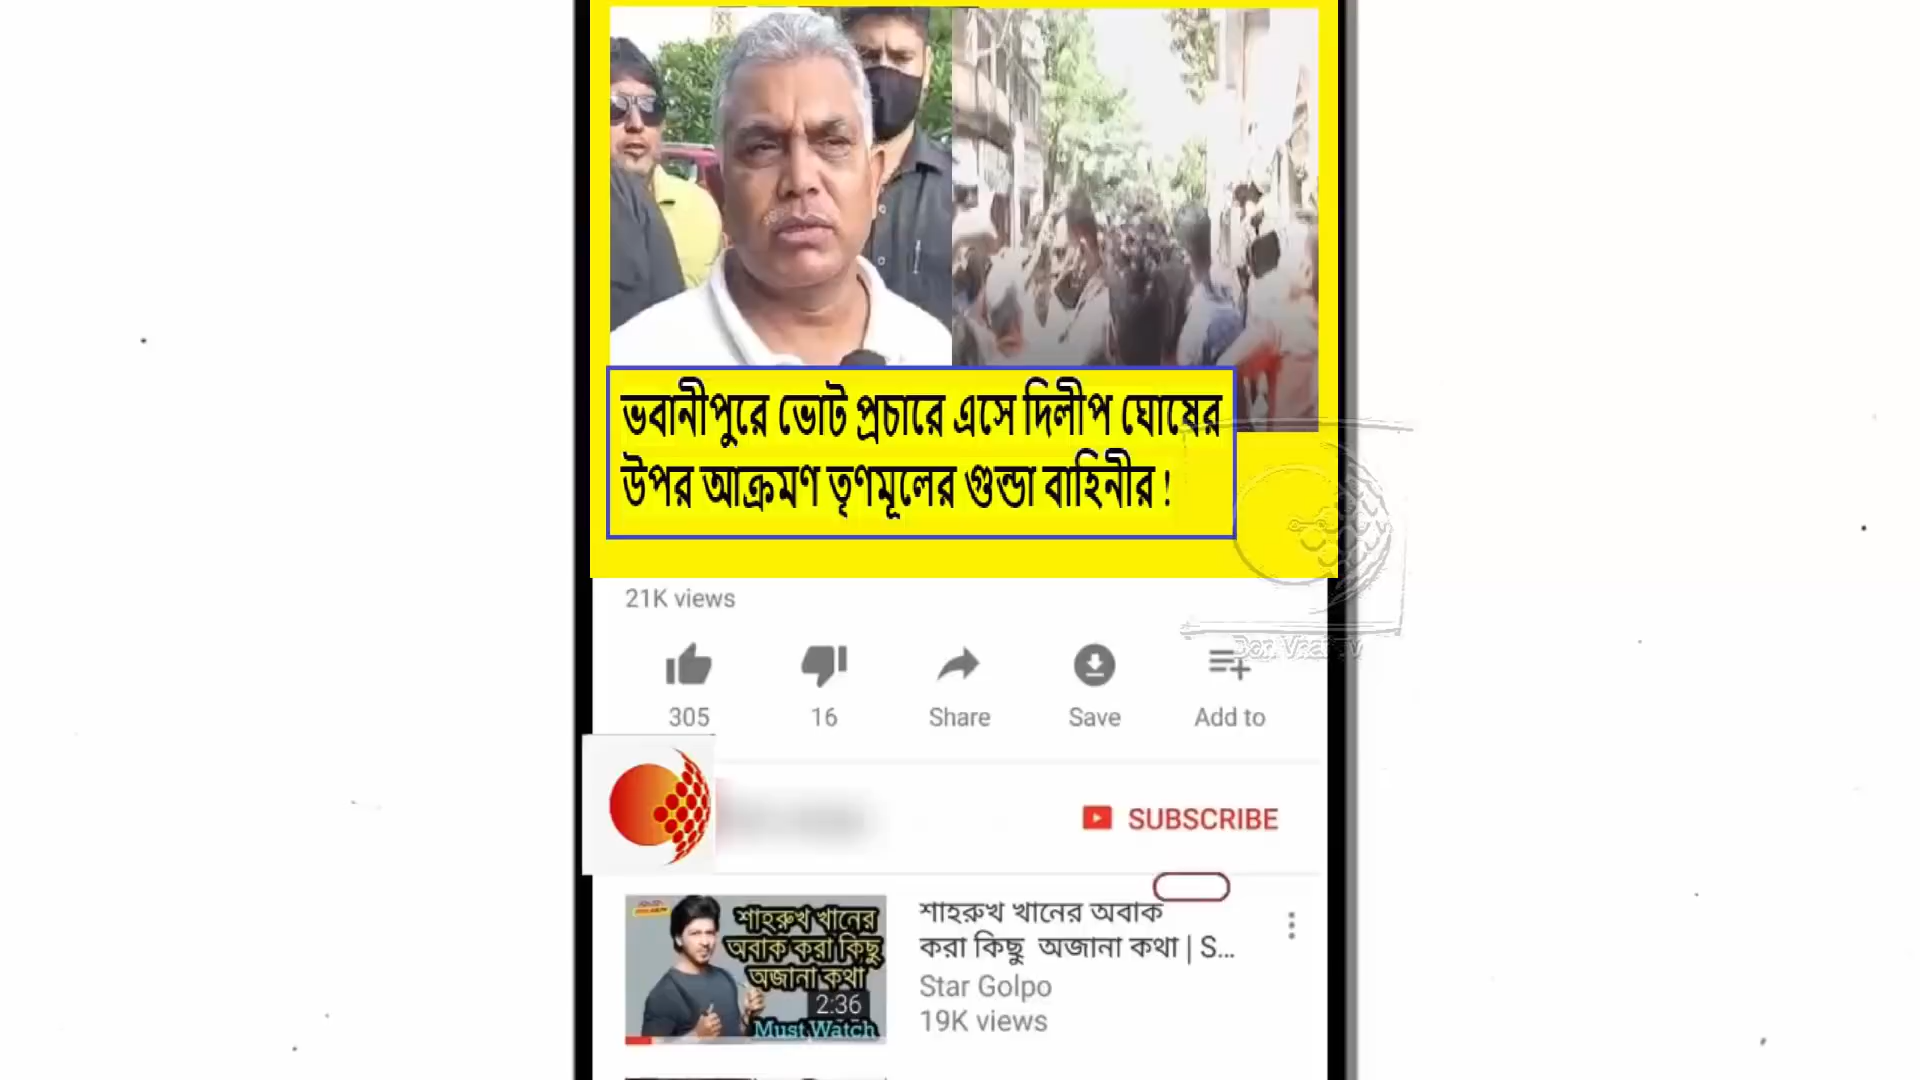 ভবানীপুরে ভোট প্রচারে এসে দিলীপ ঘোষের
উপর আক্রমণ তৃণমূলের গুন্ডা বাহিনীর!
21K views
305
16
Share
Save
Add to
SUBSCRIBE
শাহরুখ খানের
অবাক করা কিছু
অজানা কথা
2:36
Must Watch
শাহরুখ খানের অবাক
করা কিছু অজানা কথা | S...
Star Golpo
19K views